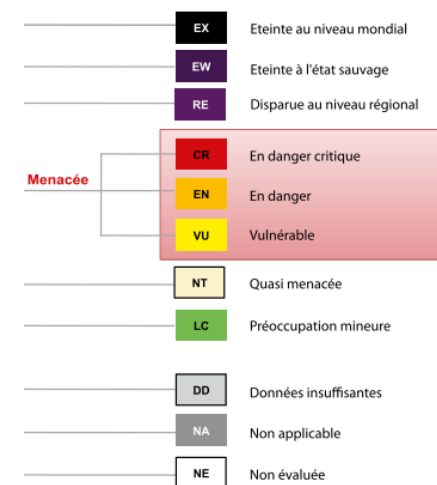 EX Eteinte au niveau mondial
EW Eteinte à l'état sauvage
RE Disparue au niveau régional
CR En danger critique
Menacée
EN En danger
VU Vulnérable
NT Quasi menacée
LC Préoccupation mineure
DD Données insuffisantes
NA Non applicable
NE Non évaluée